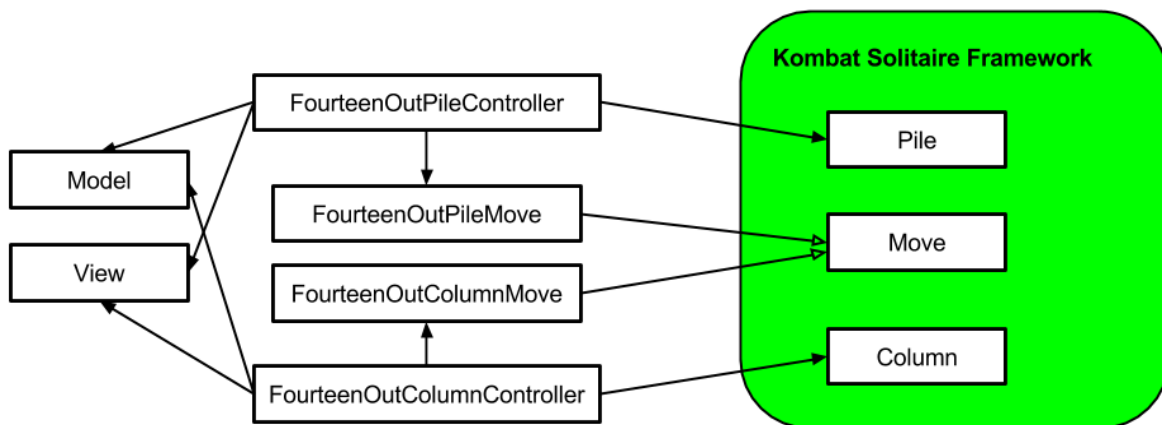 Kombat Solitaire Framework
FourteenOutPileController
Pile
Model
FourteenOutPileMove
Move
View
FourteenOutColumnMove
Column
FourteenOutColumnController